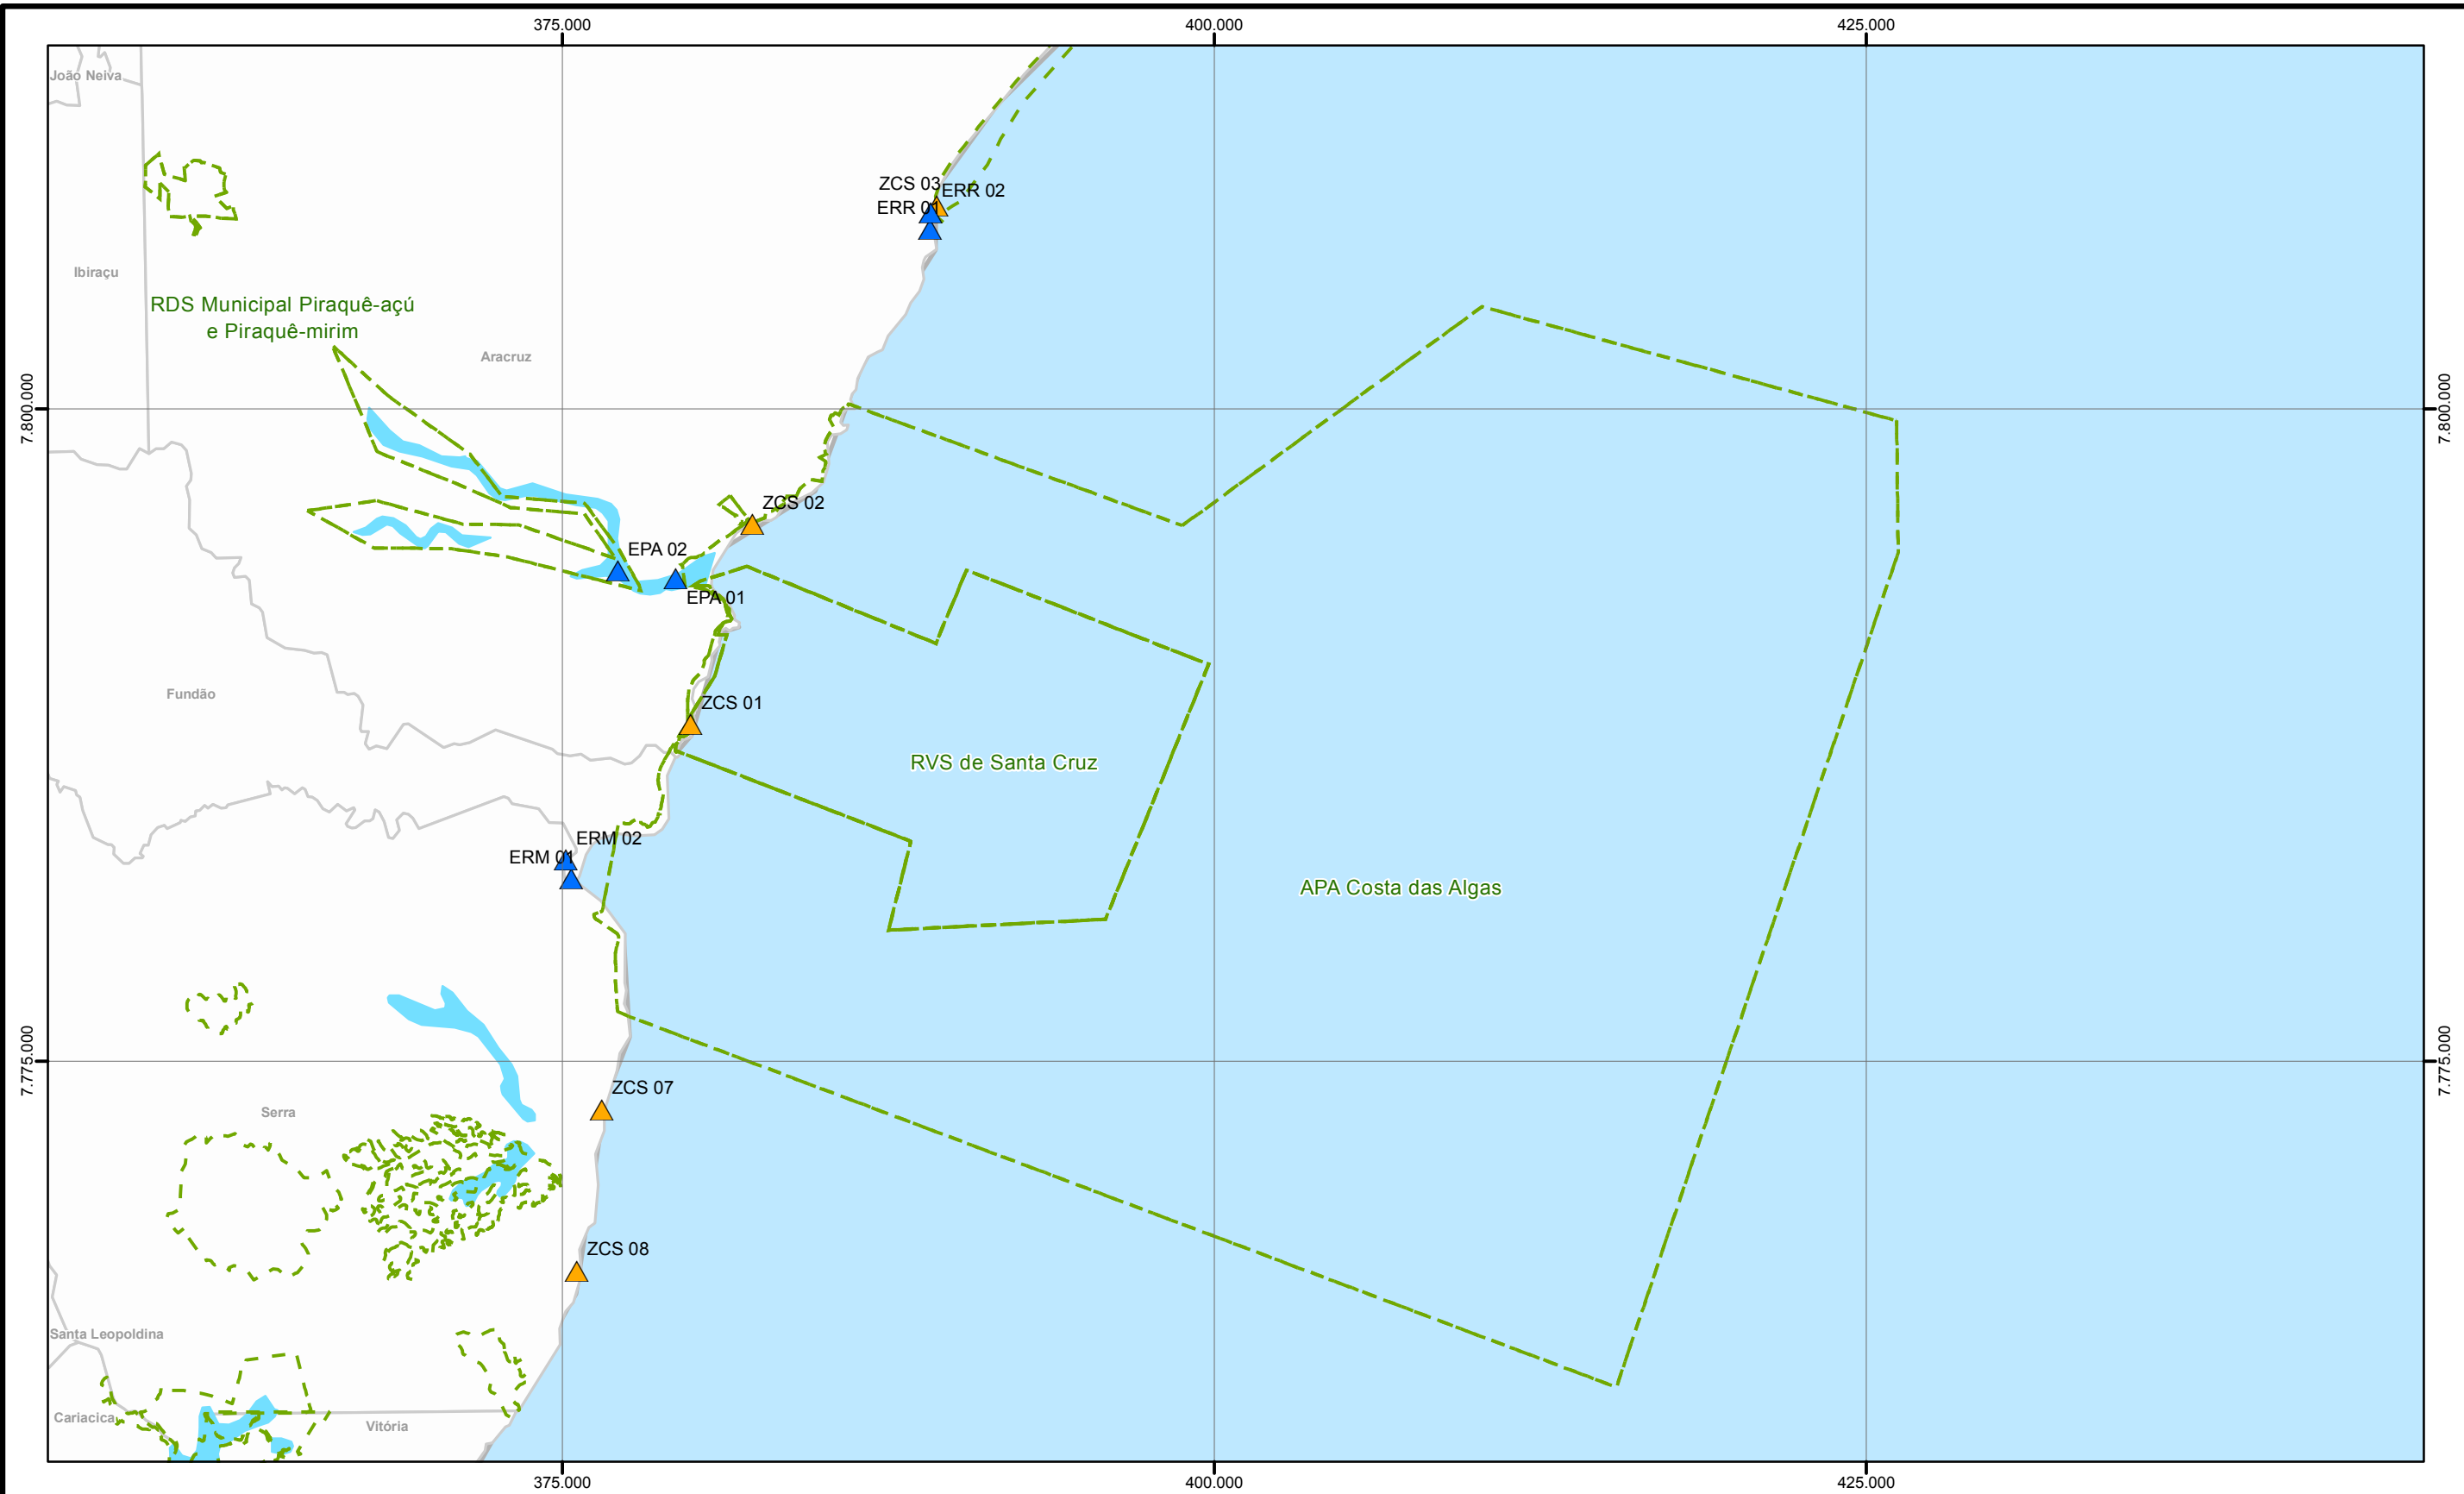 375.000
400.000
425.000
João Neiva
ZCS 03
ERR 02
ERR 01
Ibiraçu
RDS Municipal Piraquê-açú
e Piraquê-mirim
Aracruz
7.800.000
7.800.000
ZCS 02
EPA 02
EPA 01
Fundão
ZCS 01
RVS de Santa Cruz
ERM 02
ERM 01
APA Costa das Algas
7.775.000
7.775.000
ZCS 07
Serra
ZCS 08
Santa Leopoldina
Cariacica
Vitória
375.000
400.000
425.000